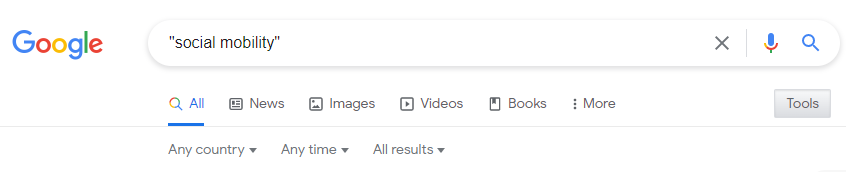 Google "social mobility"
All News Images Videos Books More Tools
Any country Any time All results